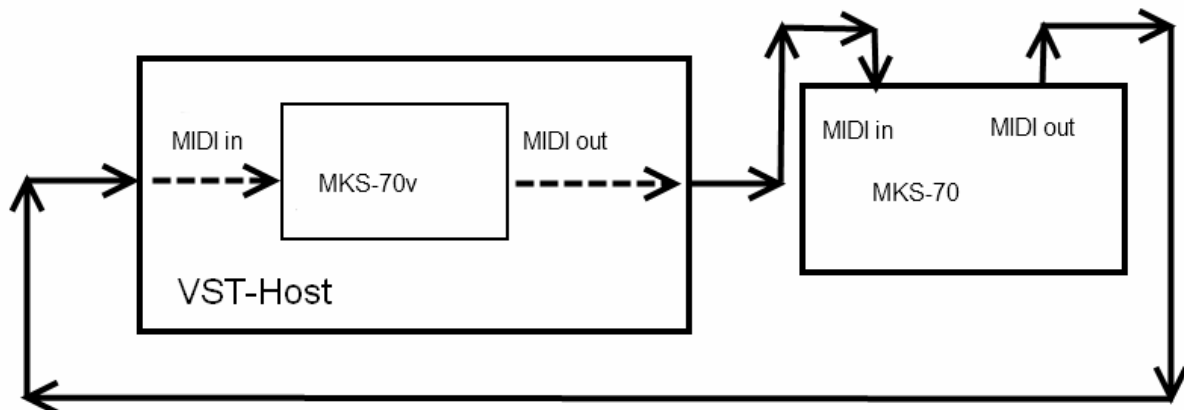 MIDI in
MIDI out
MKS-70v
VST-Host
MIDI in
MIDI out
MKS-70